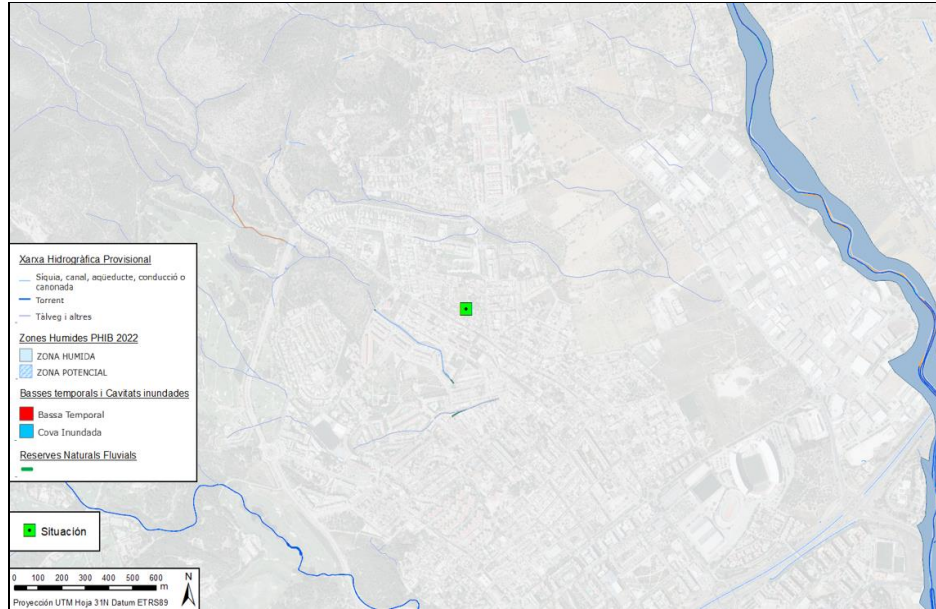 Xarxa Hidrogràfica Provisional
Síquia, canal, aqüeducte, conducció o
canonada
Torrent
Tàlveg i altres
Zones Humides PHIB 2022
ZONA HUMIDA
ZONA POTENCIAL
Basses temporals i Cavitats inundades
Bassa Temporal
Cova Inundada
Reserves Naturals Fluvials
Situación
0 100 200 300 400 500 600
m
N
Proyección UTM Hoja 31N Datum ETRS89